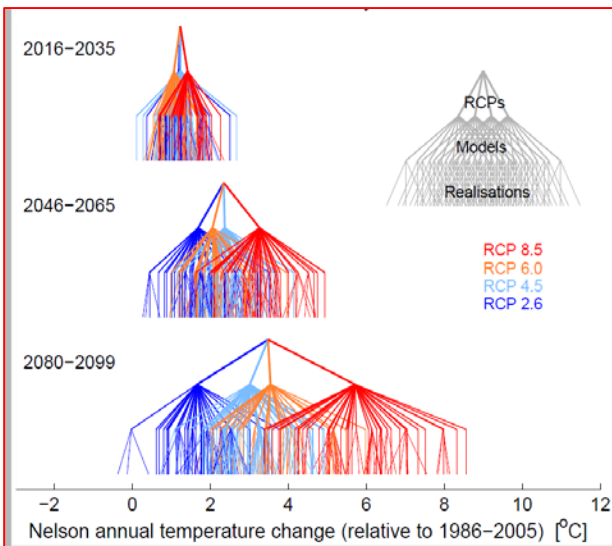 2016−2035
RCPs
Models
Realisations
2046−2065
RCP 8.5
RCP 6.0
RCP 4.5
RCP 2.6
2080−2099
−2 0 2 4 6 8 10 12
Nelson annual temperature change (relative to 1986−2005) [°C]